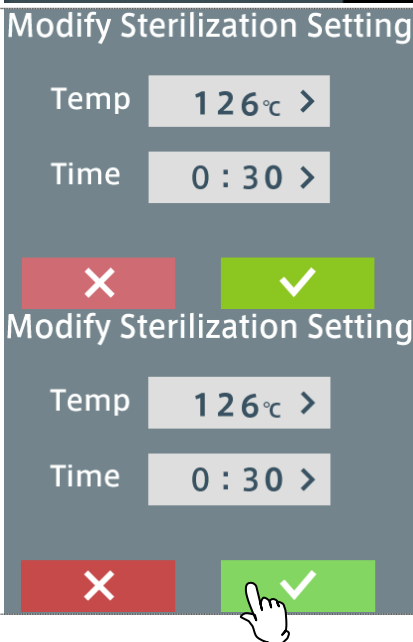 Modify Sterilization Setting
Temp 126℃ >
Time 0:30 >
Modify Sterilization Setting
Temp 126℃ >
Time 0:30 >